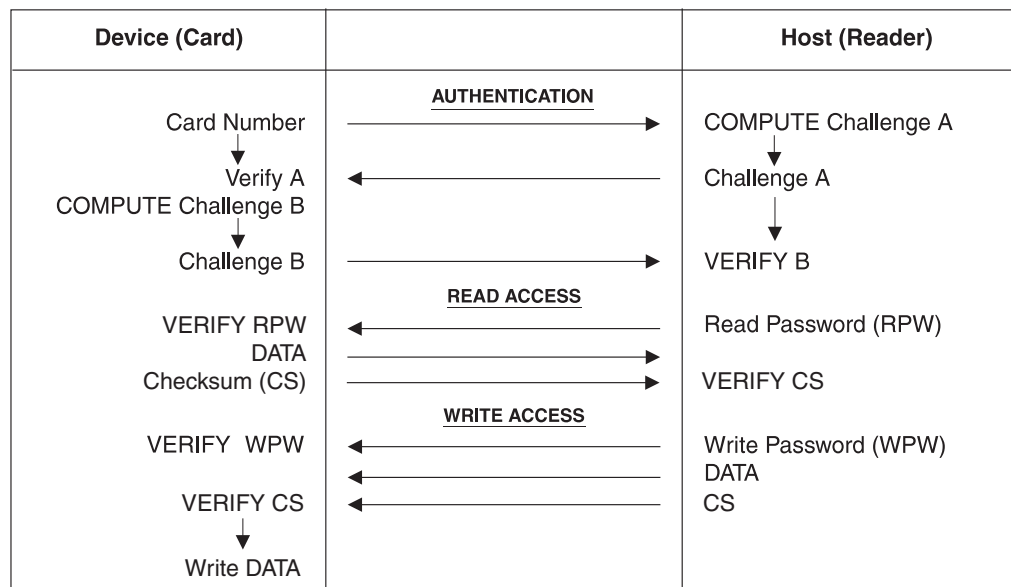 Device (Card) Host (Reader)
AUTHENTICATION
Card Number COMPUTE Challenge A
Verify A Challenge A
COMPUTE Challenge B
Challenge B VERIFY B
READ ACCESS
VERIFY RPW Read Password (RPW)
DATA
Checksum (CS) VERIFY CS
WRITE ACCESS
VERIFY WPW Write Password (WPW)
DATA
VERIFY CS CS
Write DATA